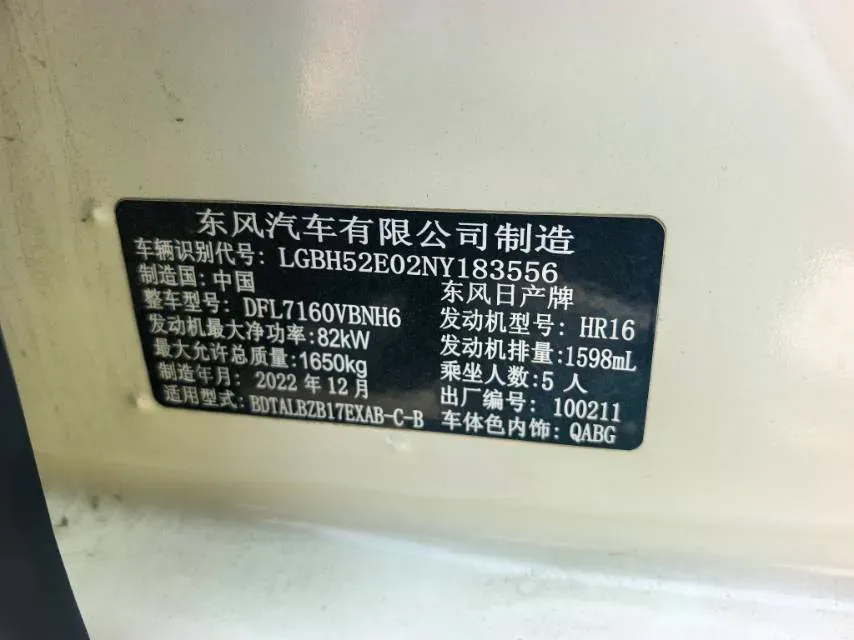 东风汽车有限公司制造
车辆识别代号: LGBH52E02NY183556
制造国: 中国 东风日产牌
整车型号: DFL7160VBNH6 发动机型号: HR16
发动机最大净功率:82kW 发动机排量:1598mL
最大允许总质量:1650kg 乘坐人数:5 人
制造年月: 2022 年 12 月 出厂编号: 100211
适用型式: BDTALBZB17EXAB-C-B 车体色内饰: QABG